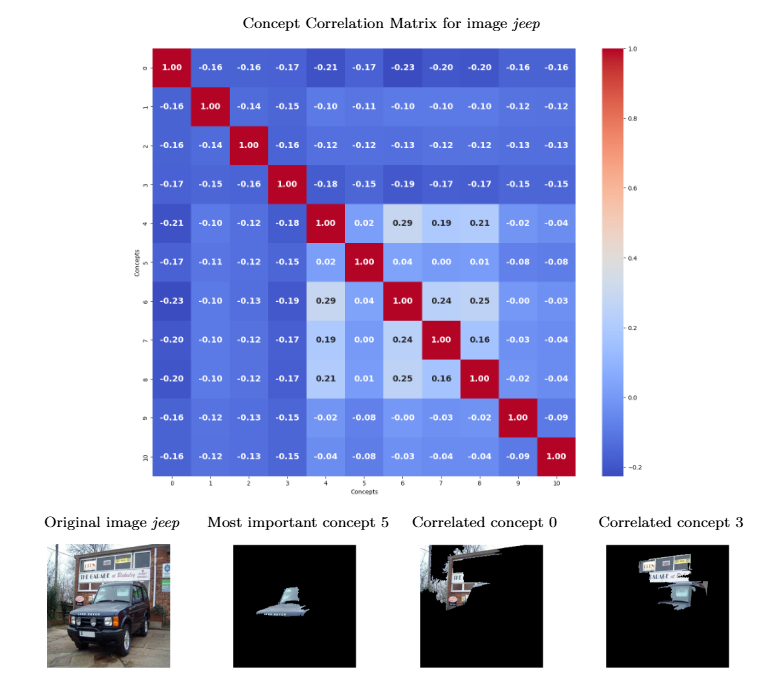 Concept Correlation Matrix for image jeep
0 1.00 -0.16 -0.16 -0.17 -0.21 -0.17 -0.23 -0.20 -0.20 -0.16 -0.16
1 -0.16 1.00 -0.14 -0.15 -0.10 -0.11 -0.10 -0.10 -0.10 -0.12 -0.12
2 -0.16 -0.14 1.00 -0.16 -0.12 -0.12 -0.13 -0.12 -0.12 -0.13 -0.13
3 -0.17 -0.15 -0.16 1.00 -0.18 -0.15 -0.19 -0.17 -0.17 -0.15 -0.15
4 -0.21 -0.10 -0.12 -0.18 1.00 0.02 0.29 0.19 0.21 -0.02 -0.04
5 -0.17 -0.11 -0.12 -0.15 0.02 1.00 0.04 0.00 0.01 -0.08 -0.08
6 -0.23 -0.10 -0.13 -0.19 0.29 0.04 1.00 0.24 0.25 -0.00 -0.03
7 -0.20 -0.10 -0.12 -0.17 0.19 0.00 0.24 1.00 0.16 -0.03 -0.04
8 -0.20 -0.10 -0.12 -0.17 0.21 0.01 0.25 0.16 1.00 -0.02 -0.04
9 -0.16 -0.12 -0.13 -0.15 -0.02 -0.08 -0.00 -0.03 -0.02 1.00 -0.09
10 -0.16 -0.12 -0.13 -0.15 -0.04 -0.08 -0.03 -0.04 -0.04 -0.09 1.00
0 1 2 3 4 5 6 7 8 9 10
Concepts
Concepts
1.0
0.8
0.6
0.4
0.2
0.0
−0.2
Original image jeep
Most important concept 5
Correlated concept 0
Correlated concept 3
THE GARAGE